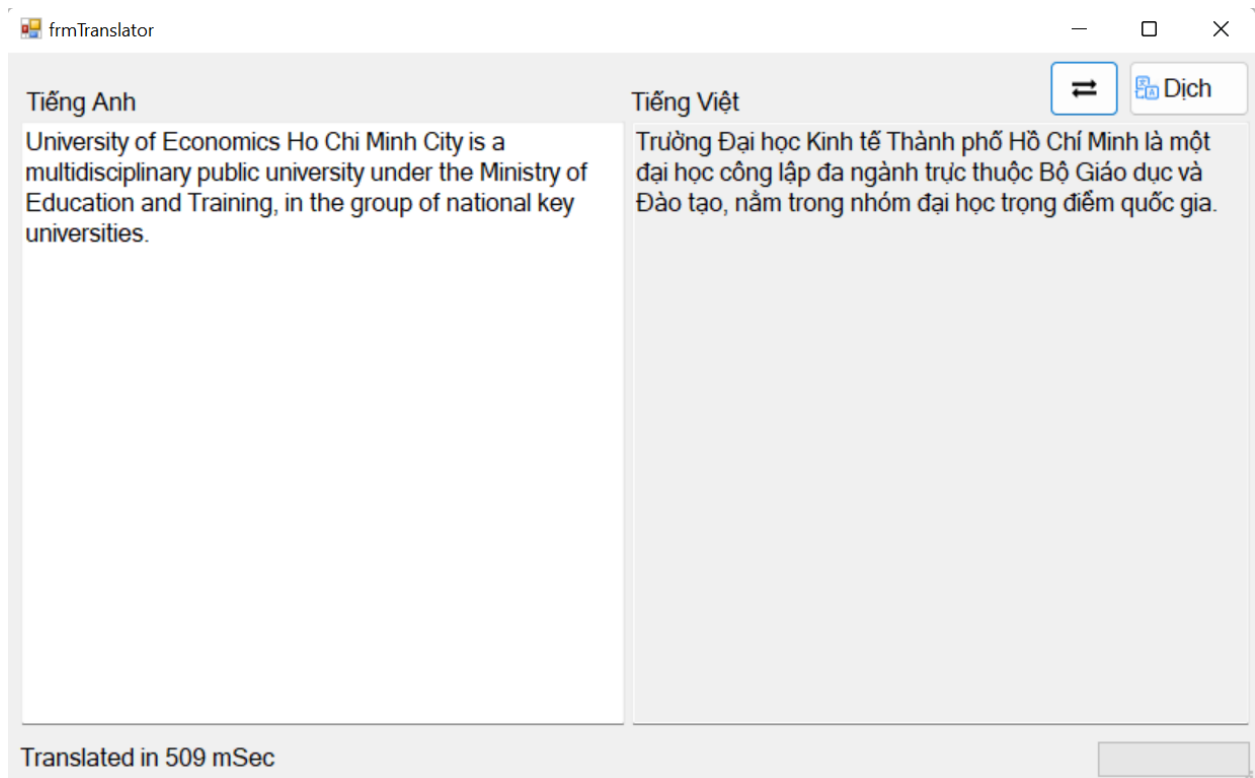 frmTranslator
Dịch
Tiếng Anh
Tiếng Việt
University of Economics Ho Chi Minh City is a
multidisciplinary public university under the Ministry of
Education and Training, in the group of national key
universities.
Trường Đại học Kinh tế Thành phố Hồ Chí Minh là một
đại học công lập đa ngành trực thuộc Bộ Giáo dục và
Đào tạo, nằm trong nhóm đại học trọng điểm quốc gia.
Translated in 509 mSec